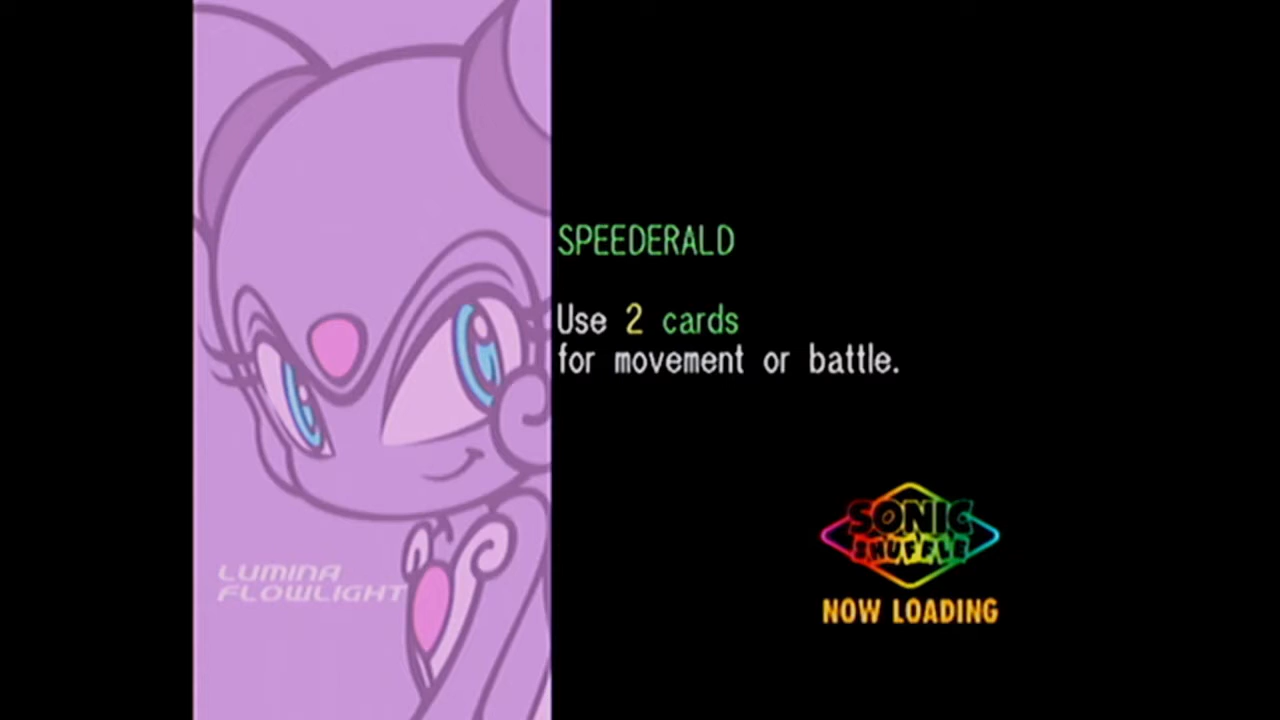 SPEEDERALD
Use 2 cards
for movement or battle.
LUMINA
FLOWLIGHT
SONIC
SHUFFLE
NOW LOADING